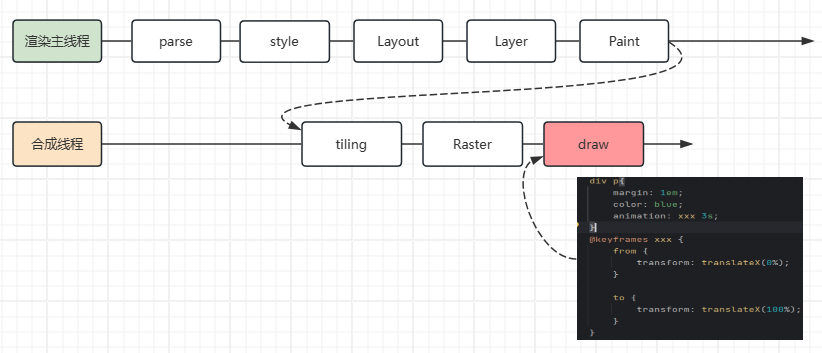 渲染主线程
parse
style
Layout
Layer
Paint
合成线程
tiling
Raster
draw
div p{
margin: 1em;
color: blue;
animation: xxx 3s;
}
@keyframes xxx {
from {
transform: translateX(0%);
}
to {
transform: translateX(100%);
}
}